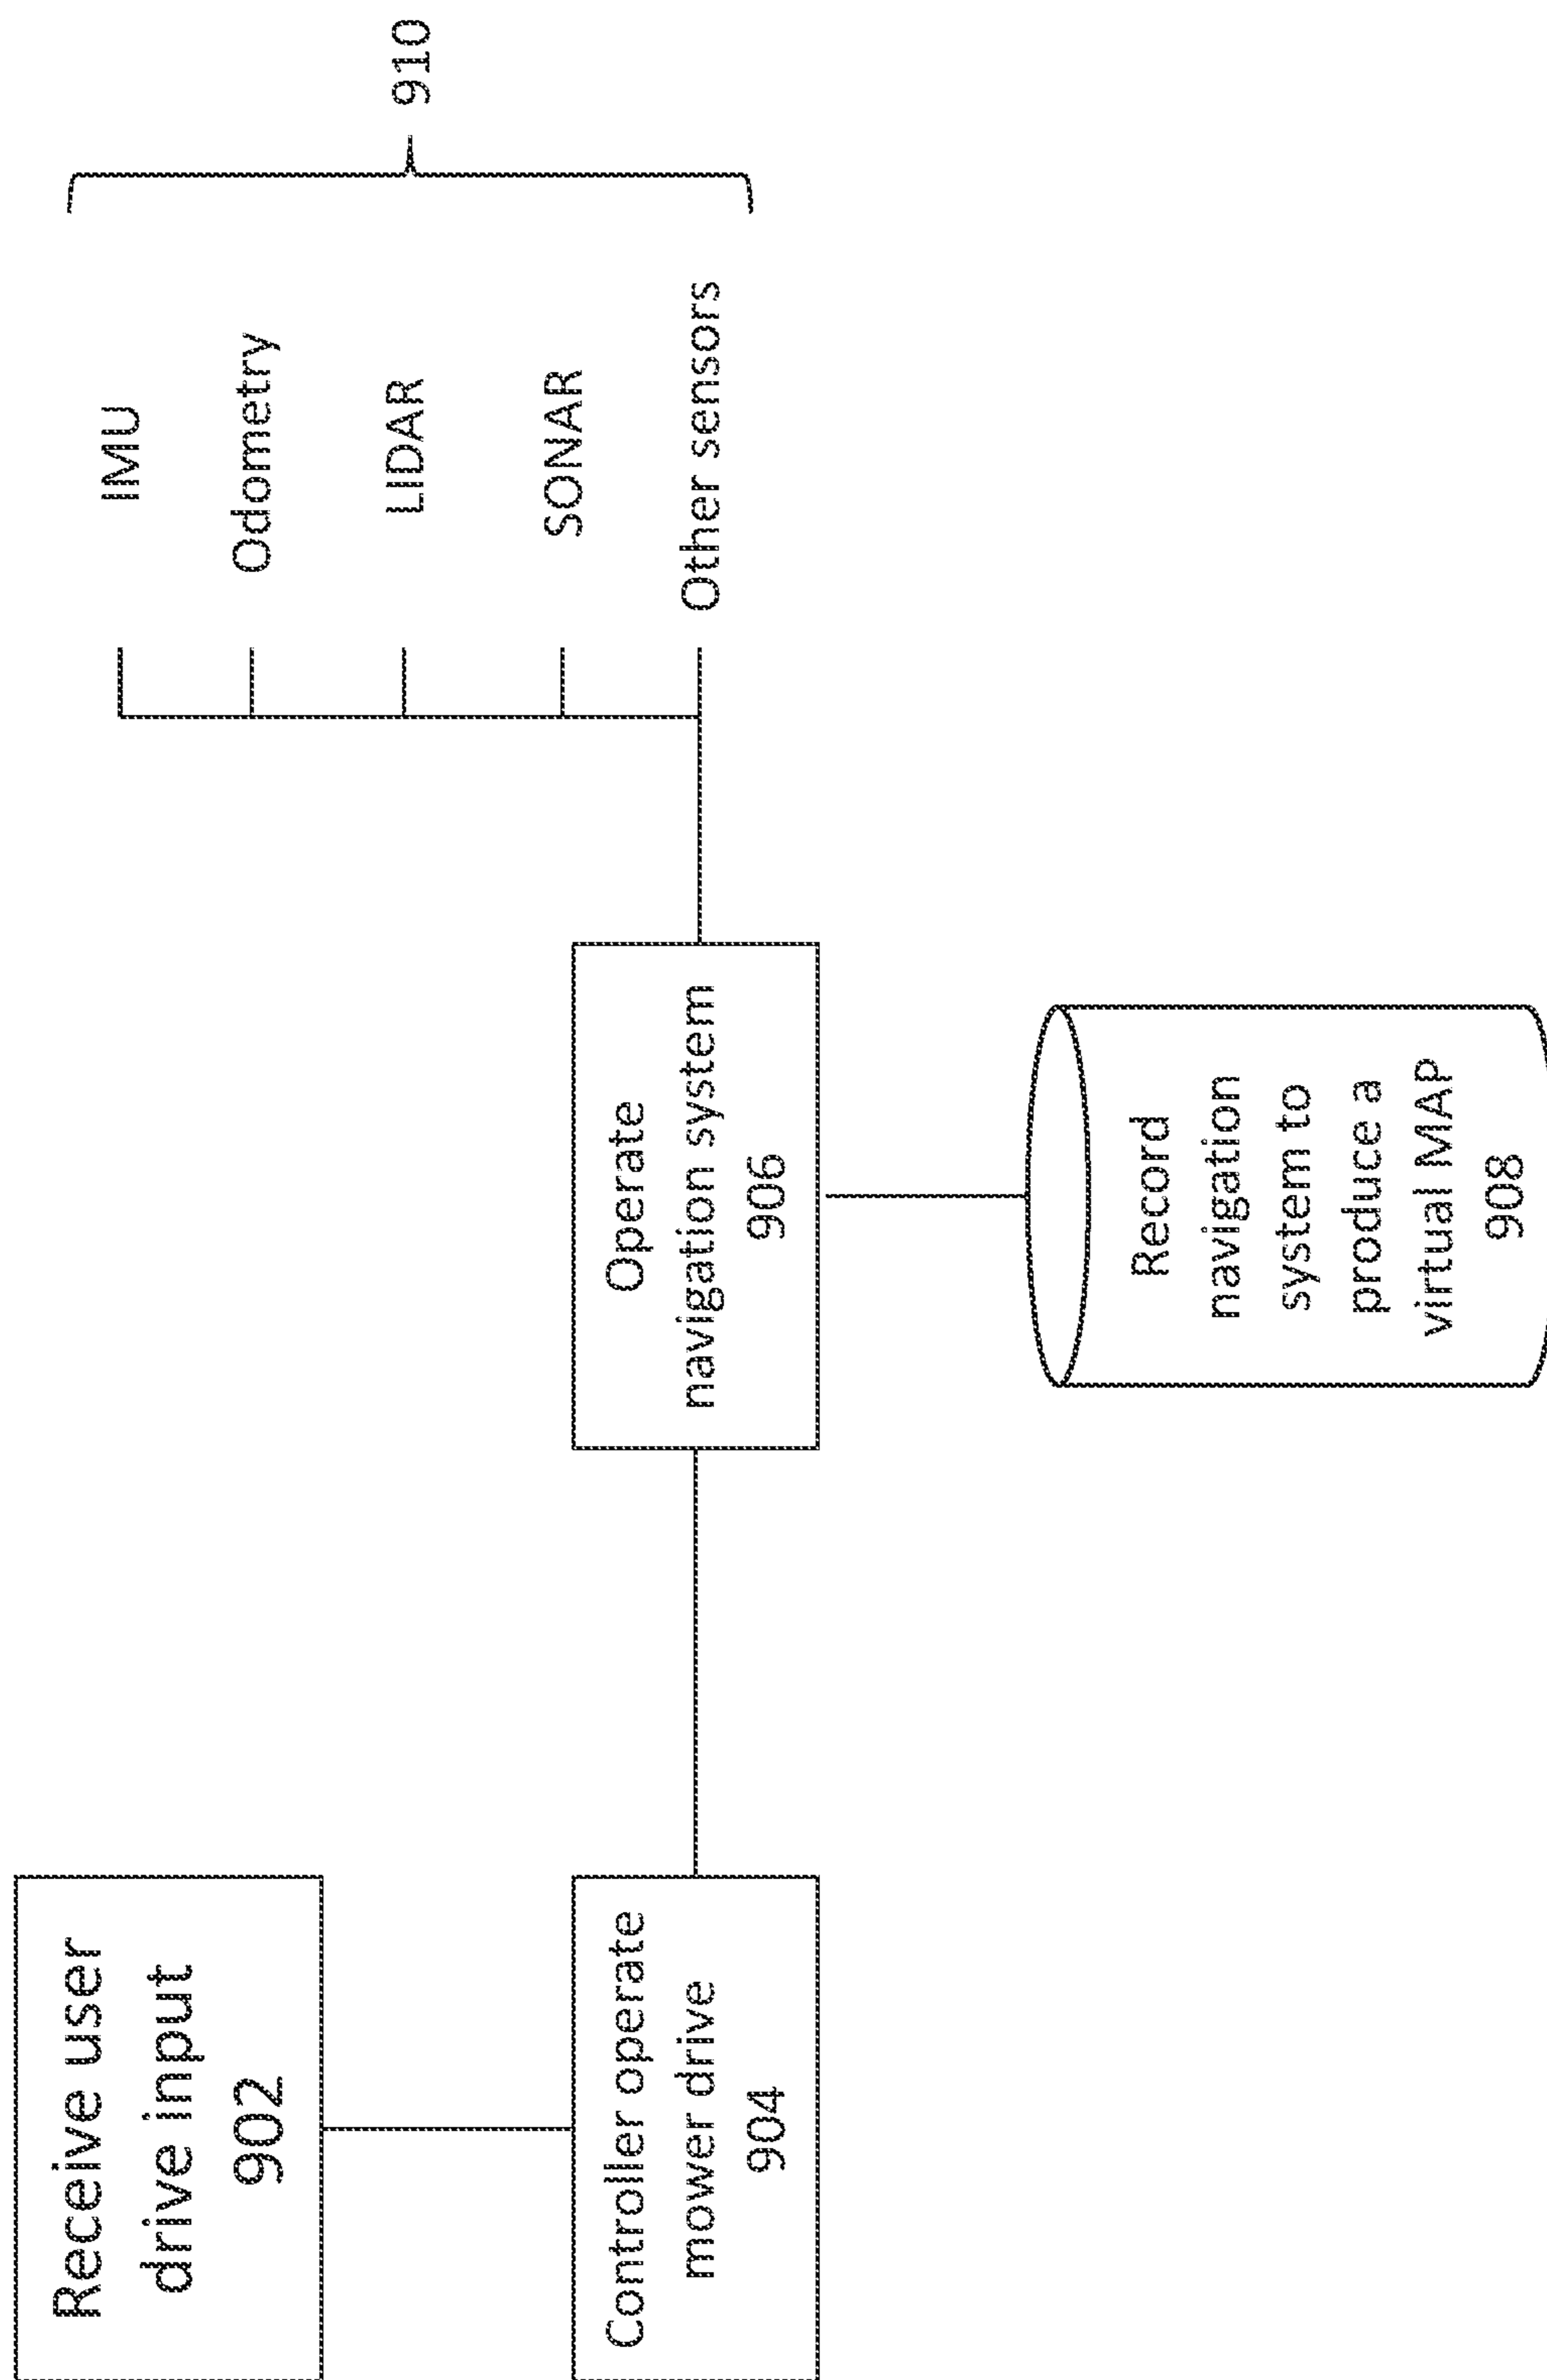 Receive user
drive input
902
Controller operate
mower drive
904
Operate
navigation system
906
Record
navigation
system to
produce a
virtual MAP
908
IMU
Odometry
LIDAR
SONAR
Other sensors
910